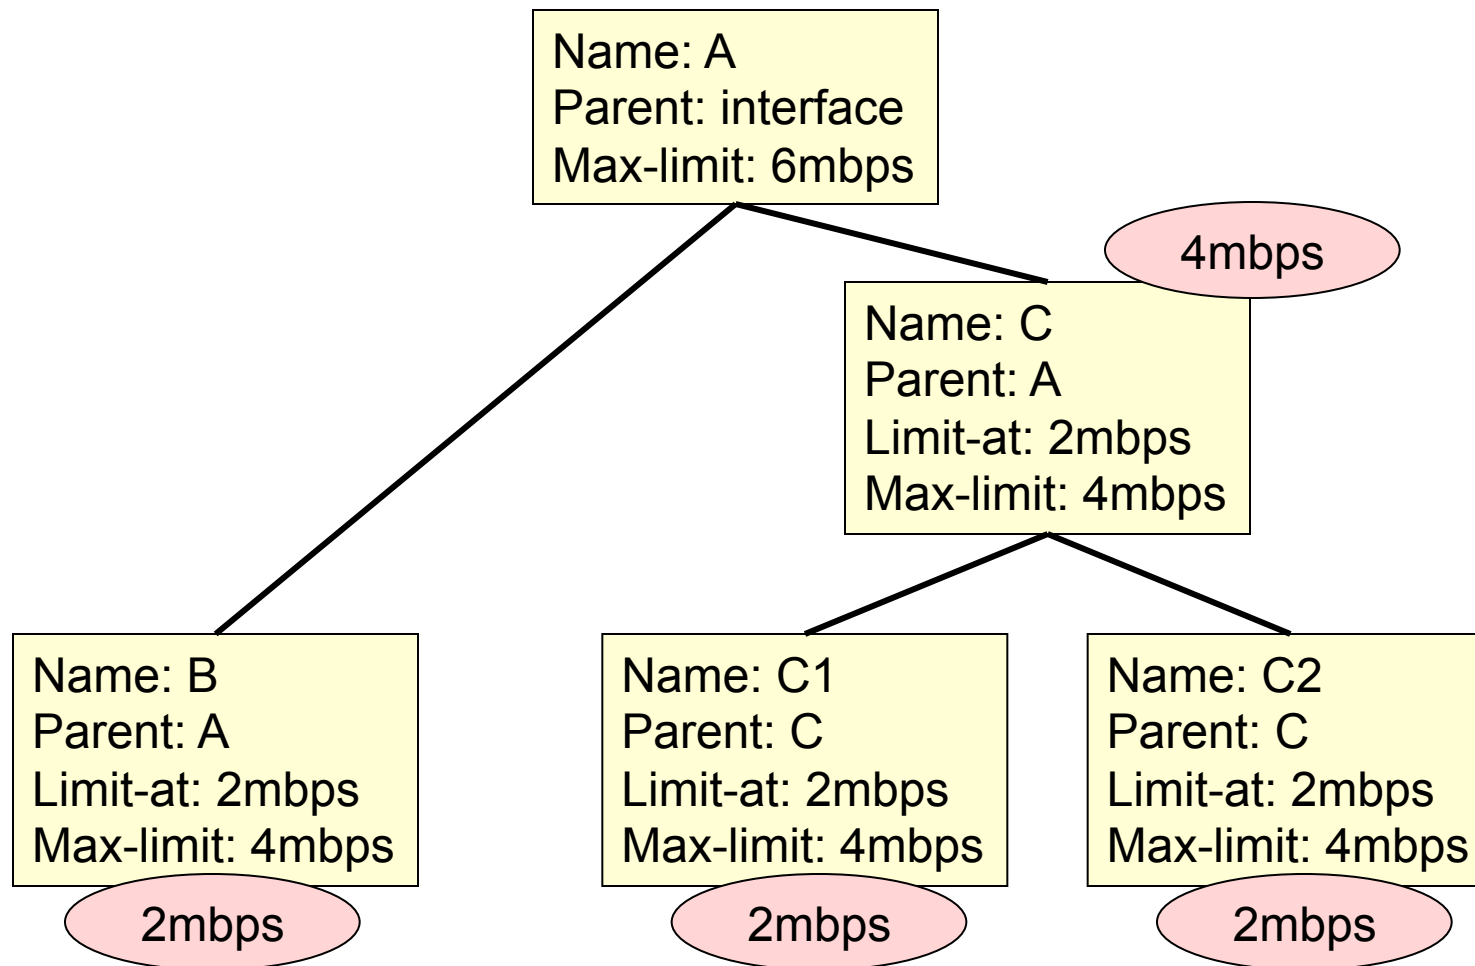 Name: A
Parent: interface
Max-limit: 6mbps
4mbps
Name: C
Parent: A
Limit-at: 2mbps
Max-limit: 4mbps
Name: B
Parent: A
Limit-at: 2mbps
Max-limit: 4mbps
2mbps
Name: C1
Parent: C
Limit-at: 2mbps
Max-limit: 4mbps
2mbps
Name: C2
Parent: C
Limit-at: 2mbps
Max-limit: 4mbps
2mbps